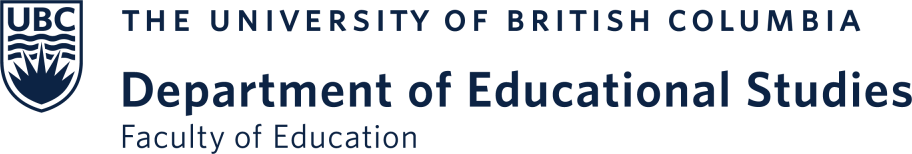 UBC
THE UNIVERSITY OF BRITISH COLUMBIA
Department of Educational Studies
Faculty of Education